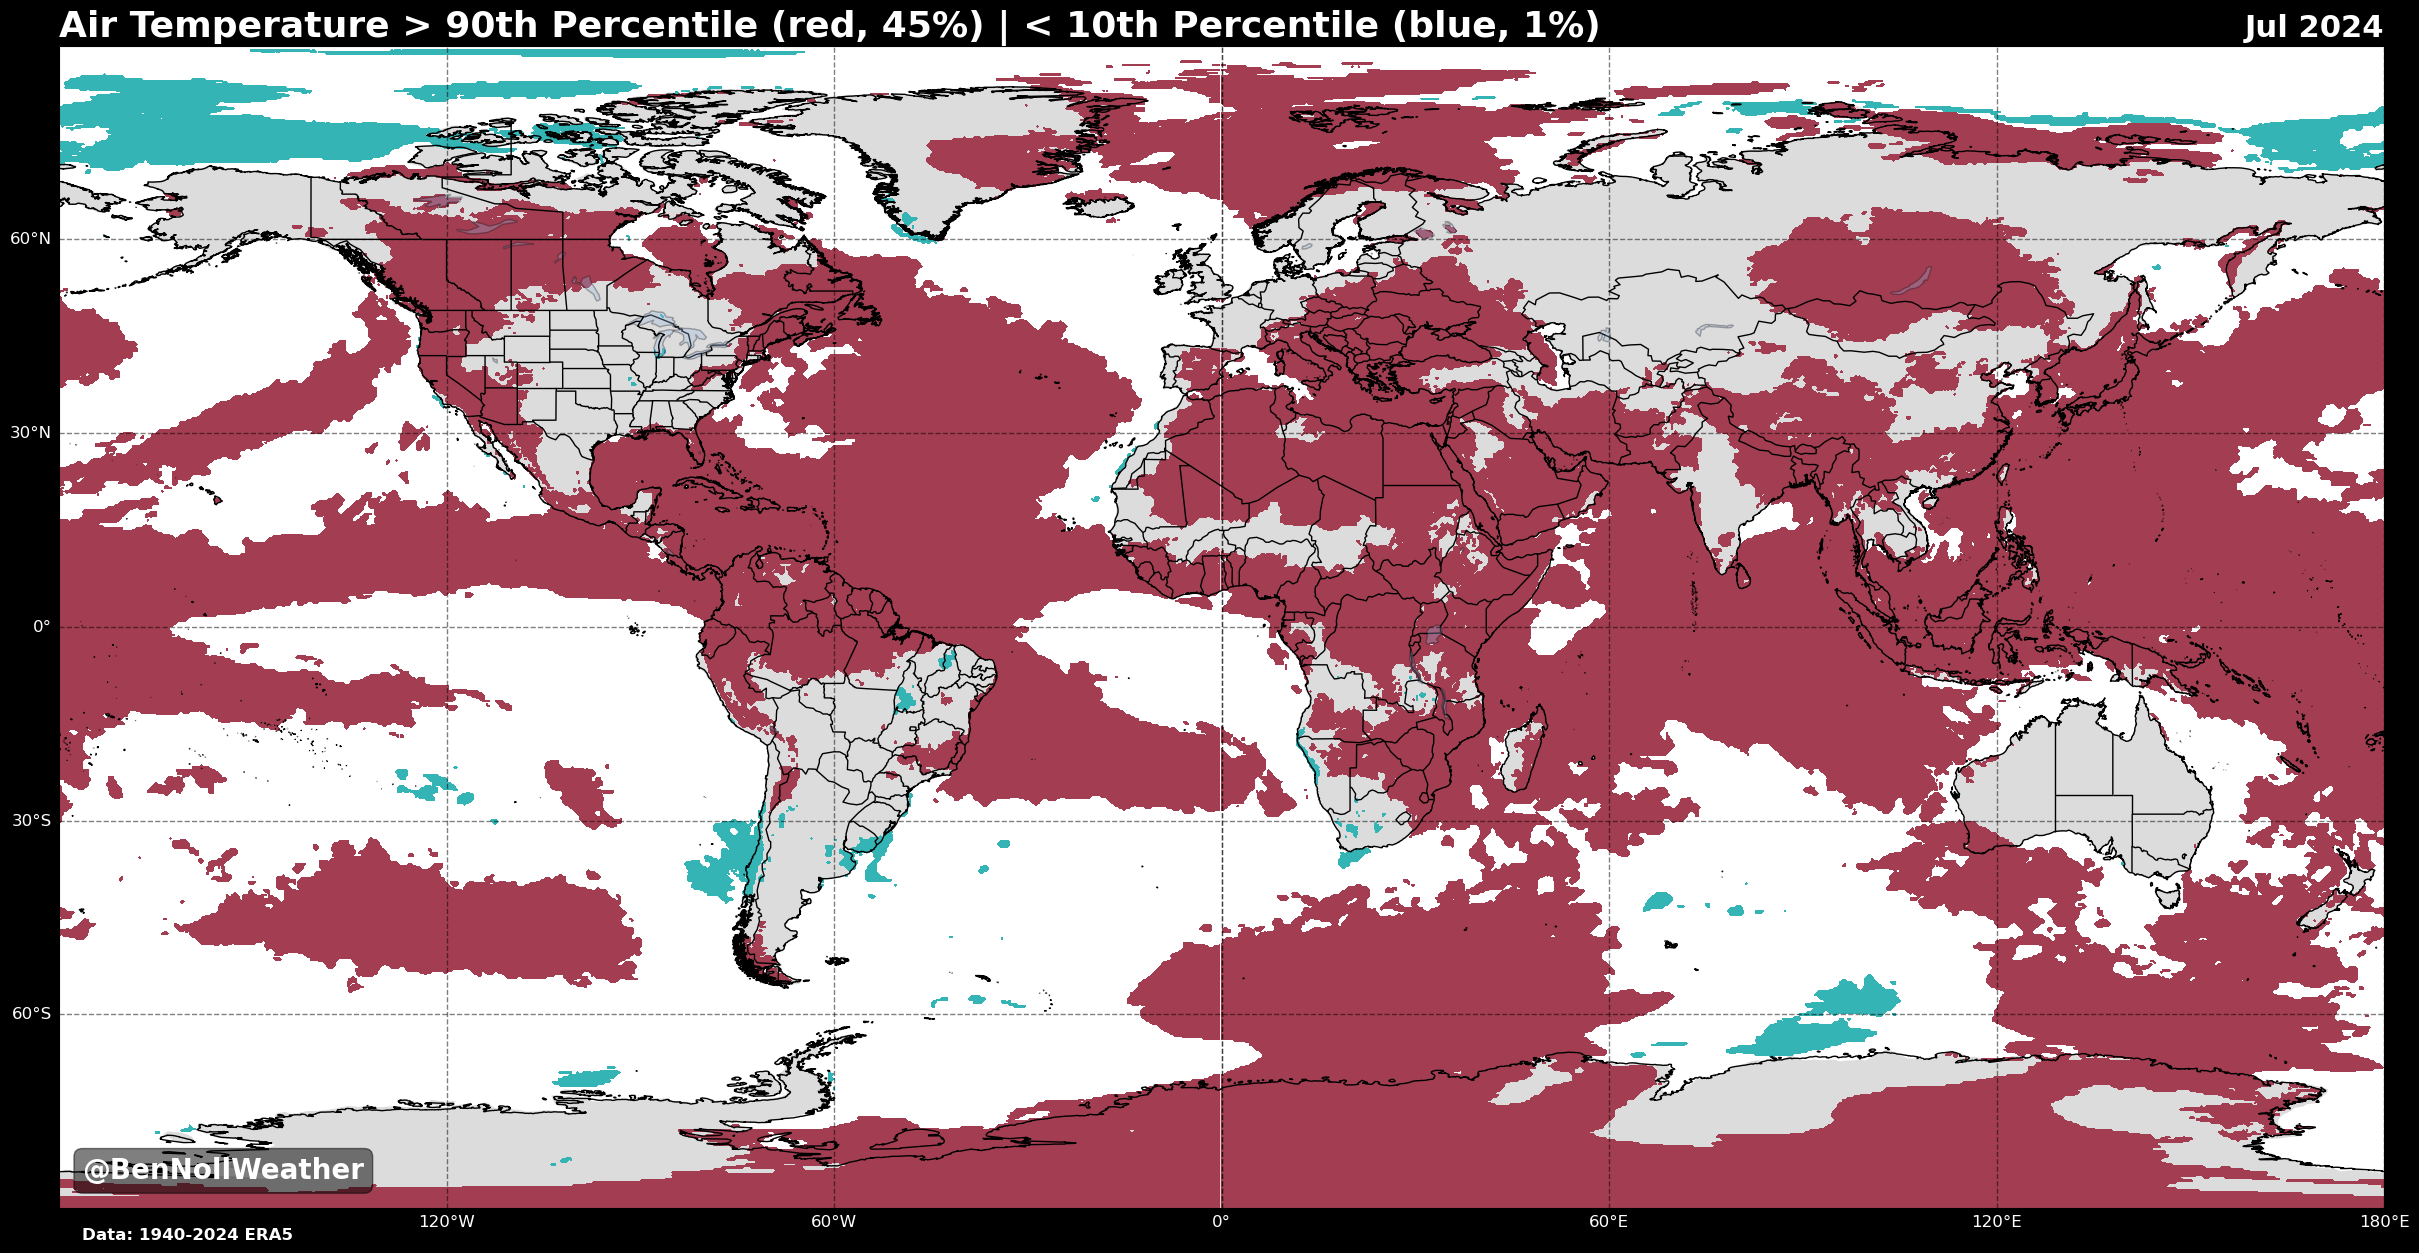 Air Temperature > 90th Percentile (red, 45%) | < 10th Percentile (blue, 1%)
Jul 2024
60°N
30°N
0°
30°S
60°S
@BenNollWeather
120°W
60°W
0°
60°E
120°E
180°E
Data: 1940-2024 ERA5